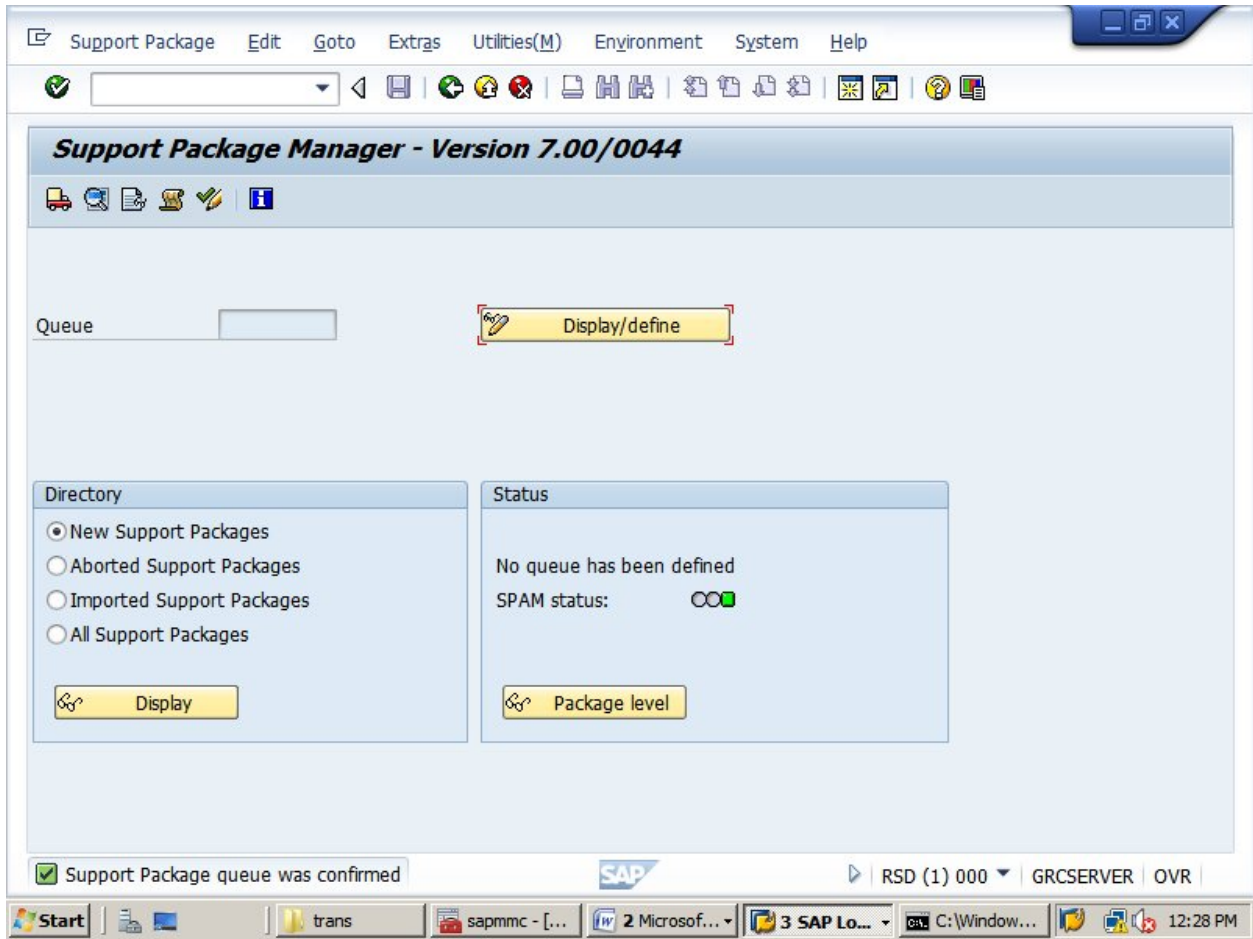 Support Package Edit Goto Extras Utilities(M) Environment System Help
Support Package Manager - Version 7.00/0044
Queue
Display/define
Directory
New Support Packages
Aborted Support Packages
Imported Support Packages
All Support Packages
Display
Status
No queue has been defined
SPAM status:
Package level
Support Package queue was confirmed
SAP
RSD (1) 000
GRCSERVER
OVR
Start
trans
sapmmc - [...
2 Microsof...
3 SAP Lo...
C:\Window...
12:28 PM